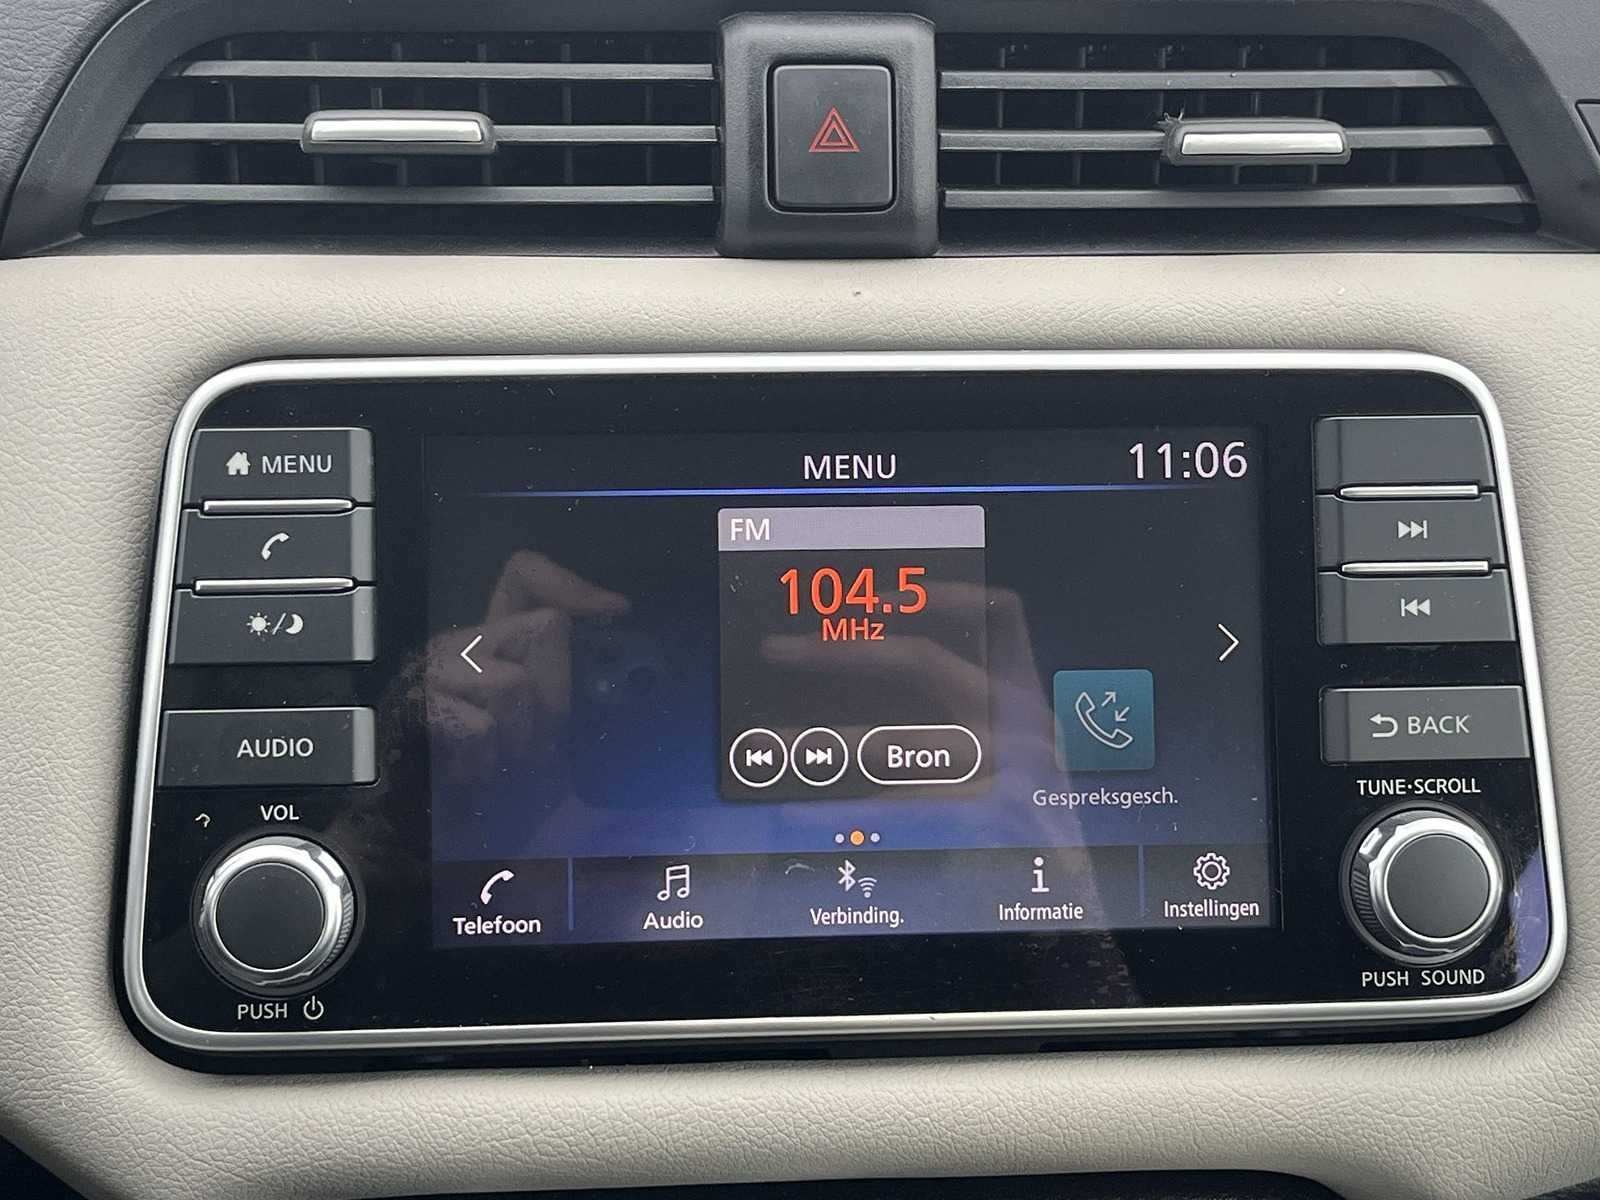 MENU
MENU
11:06
FM
104.5
MHz
AUDIO
Bron
BACK
Gespreksgesch.
VOL
TUNE·SCROLL
Telefoon
Audio
Verbinding.
Informatie
Instellingen
PUSH
PUSH SOUND